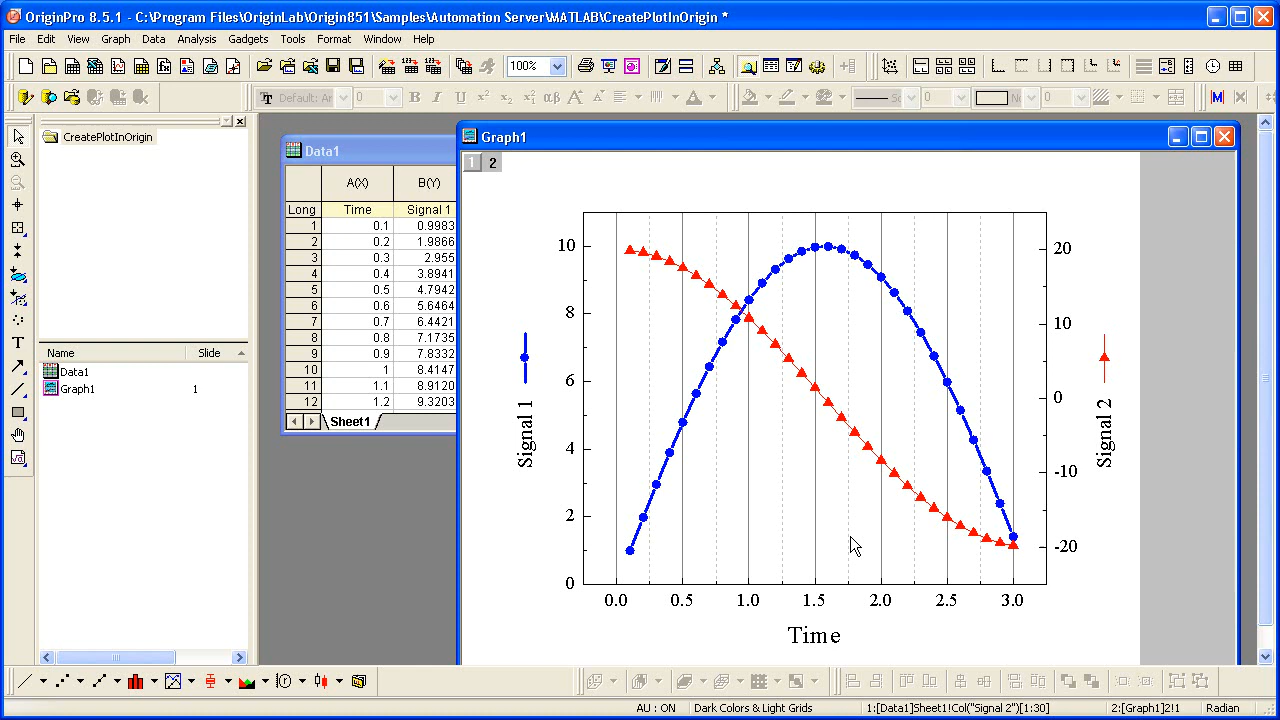 OriginPro 8.5.1 - C:\Program Files\OriginLab\Origin851\Samples\Automation Server\MATLAB\CreatePlotInOrigin *
File Edit View Graph Data Analysis Gadgets Tools Format Window Help
100%
Default: Ar 0 B I U x² x₂ αβ A A A 0 0 M
CreatePlotInOrigin
Name Slide
Data1
Graph1 1
Data1
A(X) B(Y)
Long Time Signal 1
1 0.1 0.9983
2 0.2 1.9866
3 0.3 2.955
4 0.4 3.8941
5 0.5 4.7942
6 0.6 5.6464
7 0.7 6.4421
8 0.8 7.1735
9 0.9 7.8332
10 1 8.4147
11 1.1 8.9120
12 1.2 9.3203
Sheet1
Graph1
1 2
Signal 1
10
8
6
4
2
0
0.0 0.5 1.0 1.5 2.0 2.5 3.0
Time
20
10
0
-10
-20
Signal 2
AU : ON Dark Colors & Light Grids 1:[Data1]Sheet1!Col("Signal 2")[1:30] 2:[Graph1]2!1 Radian